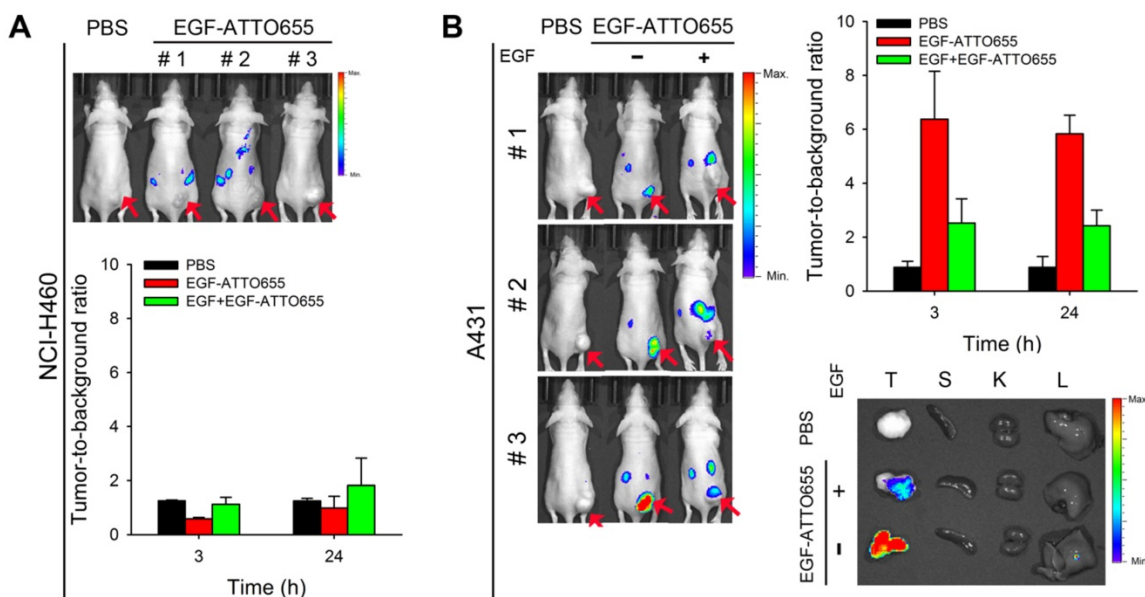 A
PBS
EGF-ATTO655
# 1
# 2
# 3
Max.
Min.
NCI-H460
Tumor-to-background ratio
10
8
6
4
2
0
PBS
EGF-ATTO655
EGF+EGF-ATTO655
3
24
Time (h)
B
PBS
EGF-ATTO655
EGF
-
+
A431
# 1
# 2
# 3
Max.
Min.
Tumor-to-background ratio
10
8
6
4
2
0
PBS
EGF-ATTO655
EGF+EGF-ATTO655
3
24
Time (h)
EGF
T
S
K
L
PBS
EGF-ATTO655
+
-
Max
Min